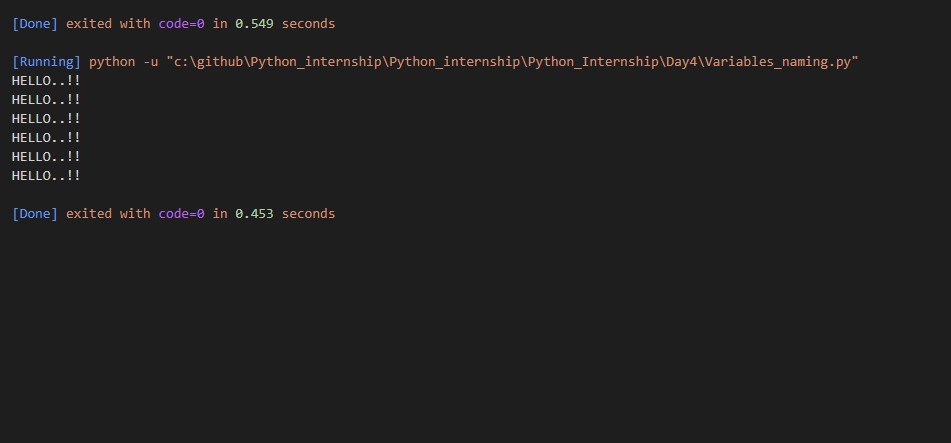 [Done] exited with code=0 in 0.549 seconds
[Running] python -u "c:\github\Python_internship\Python_internship\Python_Internship\Day4\Variables_naming.py"
HELLO..!!
HELLO..!!
HELLO..!!
HELLO..!!
HELLO..!!
HELLO..!!
[Done] exited with code=0 in 0.453 seconds